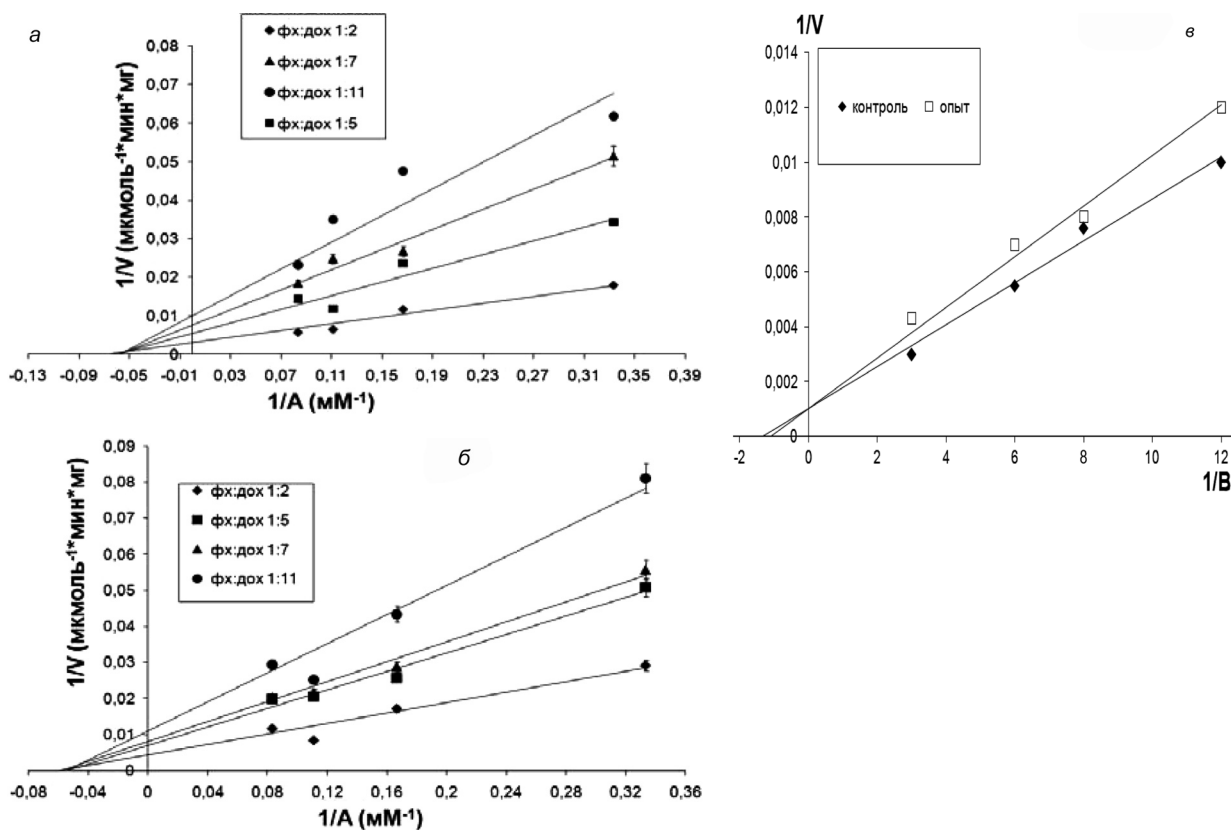 а
фх:дох 1:2
фх:дох 1:7
фх:дох 1:11
фх:дох 1:5
1/V (мкмоль-1*мин*мг)
0,09
0,08
0,07
0,06
0,05
0,04
0,03
0,02
0,01
0
-0,13 -0,09 -0,05 -0,01 0,03 0,07 0,11 0,15 0,19 0,23 0,27 0,31 0,35 0,39
1/А (мМ-1)
б
фх:дох 1:2
фх:дох 1:5
фх:дох 1:7
фх:дох 1:11
1/V (мкмоль-1*мин*мг)
0,09
0,08
0,07
0,06
0,05
0,04
0,03
0,02
0,01
0
-0,08 -0,04 0 0,04 0,08 0,12 0,16 0,2 0,24 0,28 0,32 0,36
1/А (мМ-1)
в
1/V
контроль опыт
0,014
0,012
0,01
0,008
0,006
0,004
0,002
0
-2 0 2 4 6 8 10 12
1/В